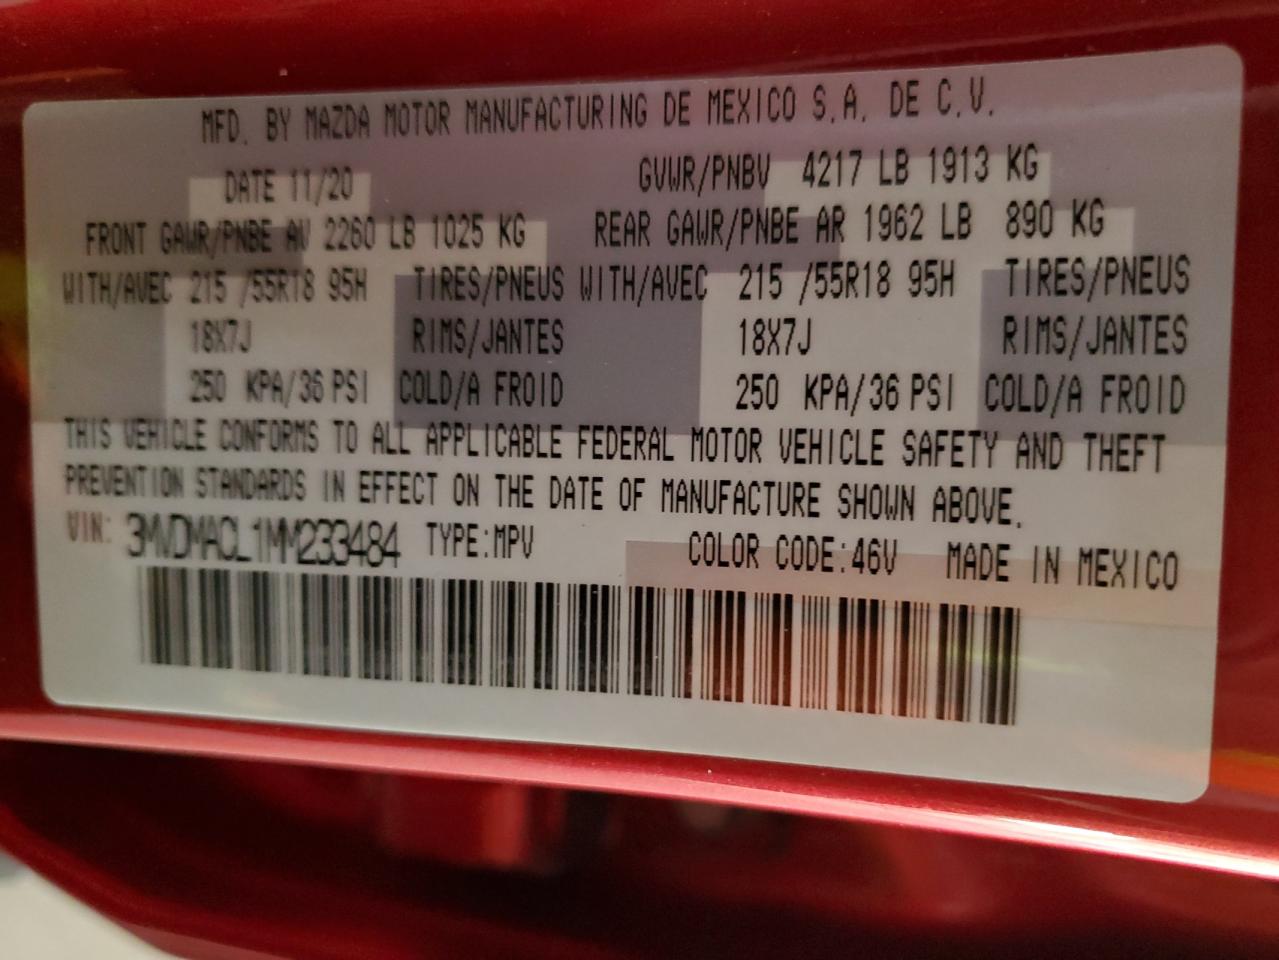 MFD. BY MAZDA MOTOR MANUFACTURING DE MEXICO S.A. DE C.V.
DATE 11/20 GVWR/PNBV 4217 LB 1913 KG
FRONT GAWR/PNBE AV 2260 LB 1025 KG REAR GAWR/PNBE AR 1962 LB 890 KG
WITH/AVEC 215 /55R18 95H TIRES/PNEUS WITH/AVEC 215 /55R18 95H TIRES/PNEUS
18X7J RIMS/JANTES 18X7J RIMS/JANTES
250 KPA/36 PSI COLD/A FROID 250 KPA/36 PSI COLD/A FROID
THIS VEHICLE CONFORMS TO ALL APPLICABLE FEDERAL MOTOR VEHICLE SAFETY AND THEFT
PREVENTION STANDARDS IN EFFECT ON THE DATE OF MANUFACTURE SHOWN ABOVE.
VIN: 3MVDMACL1MM233484 TYPE:MPV COLOR CODE:46V MADE IN MEXICO